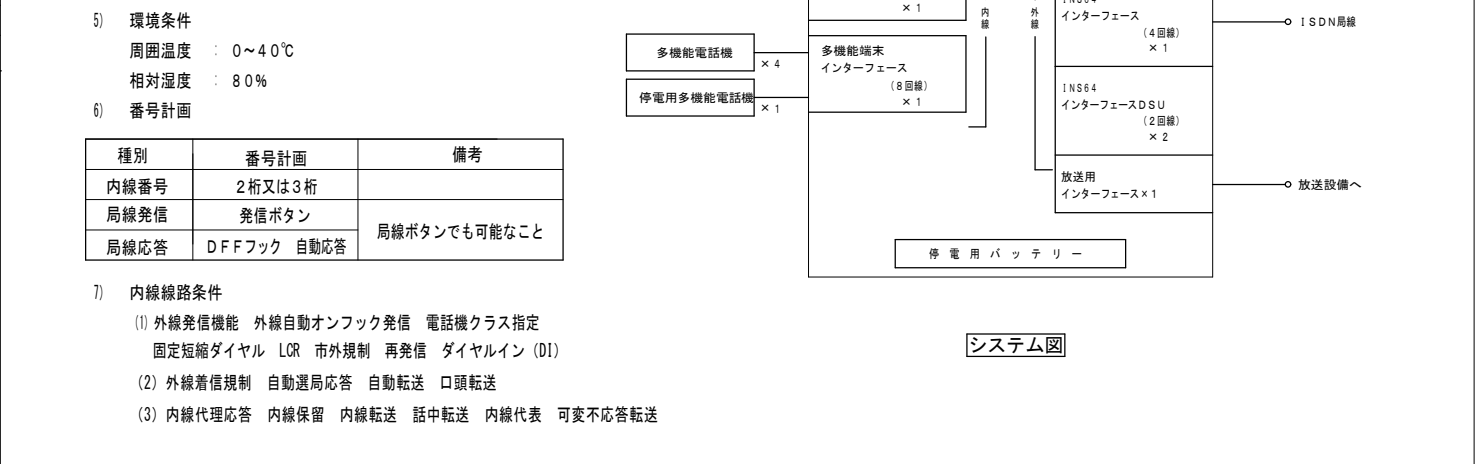 5) 環境条件
周囲温度 : 0～40℃
相対湿度 : 80%
6) 番号計画
種別 番号計画 備考
内線番号 2桁又は3桁
局線発信 発信ボタン
局線ボタンでも可能なこと
局線応答 DFFフック 自動応答
7) 内線線路条件
(1) 外線発信機能 外線自動オンフック発信 電話機クラス指定
固定短縮ダイヤル LCR 市外規制 再発信 ダイヤルイン (DI)
(2) 外線着信規制 自動選局応答 自動転送 口頭転送
(3) 内線代理応答 内線保留 内線転送 話中転送 内線代表 可変不応答転送
×1
多機能電話機
×4
停電用多機能電話機
×1
多機能端末
インターフェース
(8回線)
×1
内線
外線
INS64
インターフェース
(4回線)
×1
ISDN局線
INS64
インターフェースDSU
(2回線)
×2
放送用
インターフェース×1
放送設備へ
停電用バッテリー
システム図